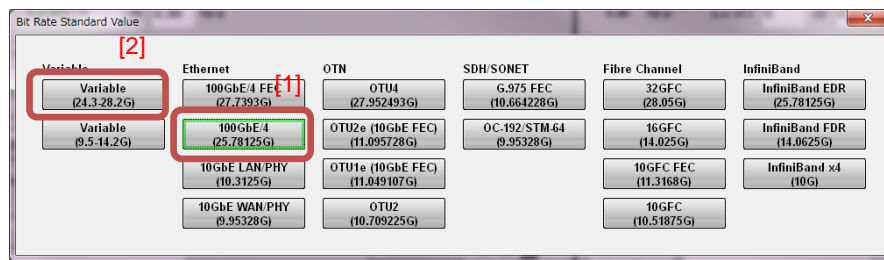 Bit Rate Standard Value
[2]
[1]
Variable
Ethernet
OTN
SDH/SONET
Fibre Channel
InfiniBand
Variable
(24.3-28.2G)
100GbE/4 FEC
(27.7393G)
OTU4
(27.952493G)
G.975 FEC
(10.664228G)
32GFC
(28.05G)
InfiniBand EDR
(25.78125G)
Variable
(9.5-14.2G)
100GbE/4
(25.78125G)
OTU2e (10GbE FEC)
(11.095728G)
OC-192/STM-64
(9.95328G)
16GFC
(14.025G)
InfiniBand FDR
(14.0625G)
10GbE LAN/PHY
(10.3125G)
OTU1e (10GbE FEC)
(11.049107G)
10GFC FEC
(11.3168G)
InfiniBand x4
(10G)
10GbE WAN/PHY
(9.95328G)
OTU2
(10.709225G)
10GFC
(10.51875G)